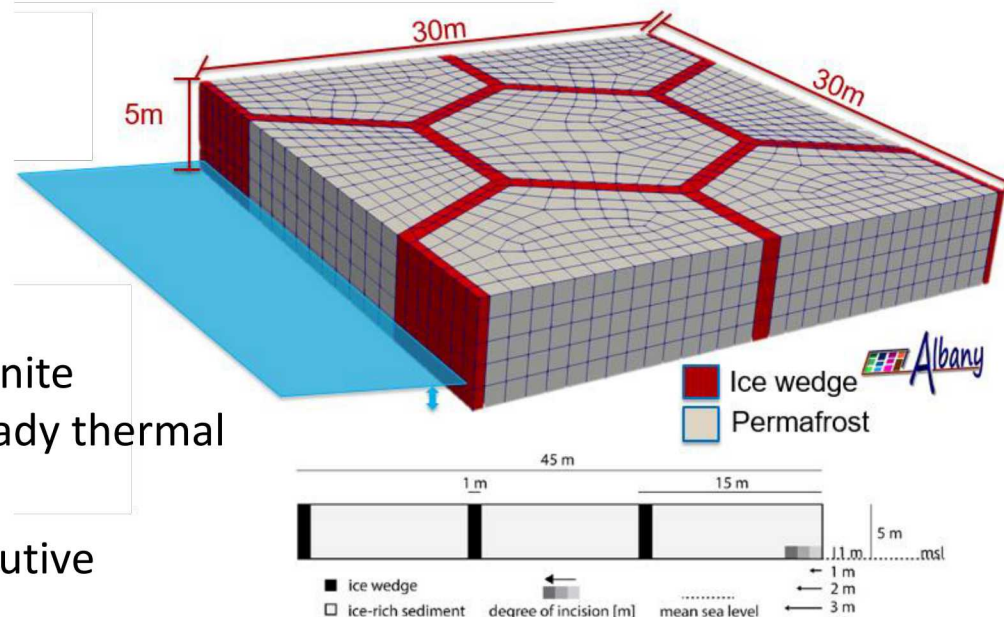 30m
30m
5m
nite
ady thermal
utive
Ice wedge
Permafrost
Albany
45 m
1 m
15 m
5 m
1 m
msl
1 m
2 m
3 m
ice wedge
ice-rich sediment
degree of incision [m]
mean sea level